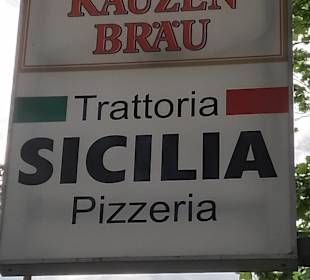 KAUZEN
BRÄU
Trattoria
SICILIA
Pizzeria